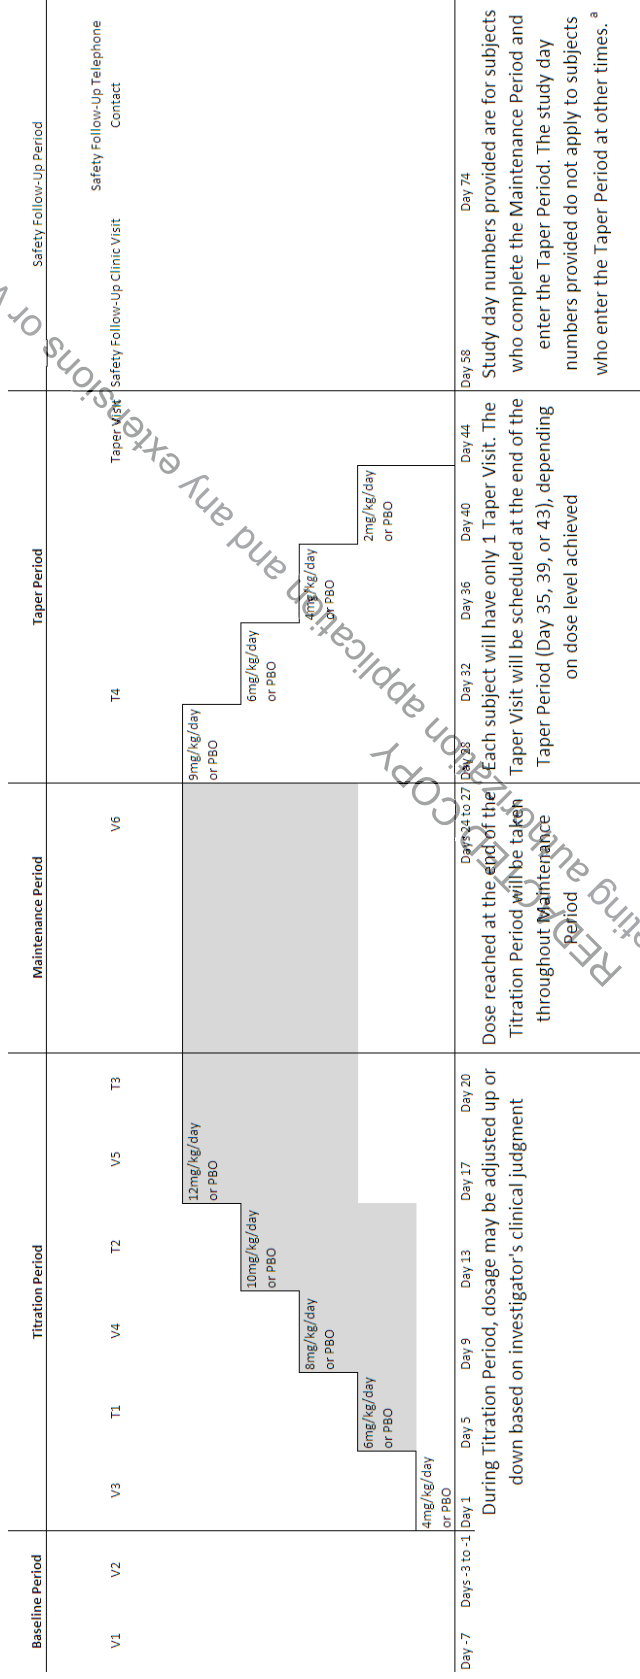 Baseline Period
Titration Period
Maintenance Period
Taper Period
Safety Follow-Up Period
V1
V2
V3
T1
V4
T2
V5
T3
V6
T4
Taper Visit
Safety Follow-Up Clinic Visit
Safety Follow-Up Telephone
Contact
4mg/kg/day
or PBO
6mg/kg/day
or PBO
8mg/kg/day
or PBO
10mg/kg/day
or PBO
12mg/kg/day
or PBO
9mg/kg/day
or PBO
6mg/kg/day
or PBO
4mg/kg/day
or PBO
2mg/kg/day
or PBO
Day -7
Days -3 to -1
Day 1
Day 5
Day 9
Day 13
Day 17
Day 20
Days 24 to 27
Day 28
Day 32
Day 36
Day 40
Day 44
Day 58
Day 74
During Titration Period, dosage may be adjusted up or
down based on investigator's clinical judgment
Dose reached at the end of the
Titration Period will be taken
throughout Maintenance
Period
Each subject will have only 1 Taper Visit. The
Taper Visit will be scheduled at the end of the
Taper Period (Day 35, 39, or 43), depending
on dose level achieved
Study day numbers provided are for subjects
who complete the Maintenance Period and
enter the Taper Period. The study day
numbers provided do not apply to subjects
who enter the Taper Period at other times. a
REDACTED COPY
authorization application and any extensions or